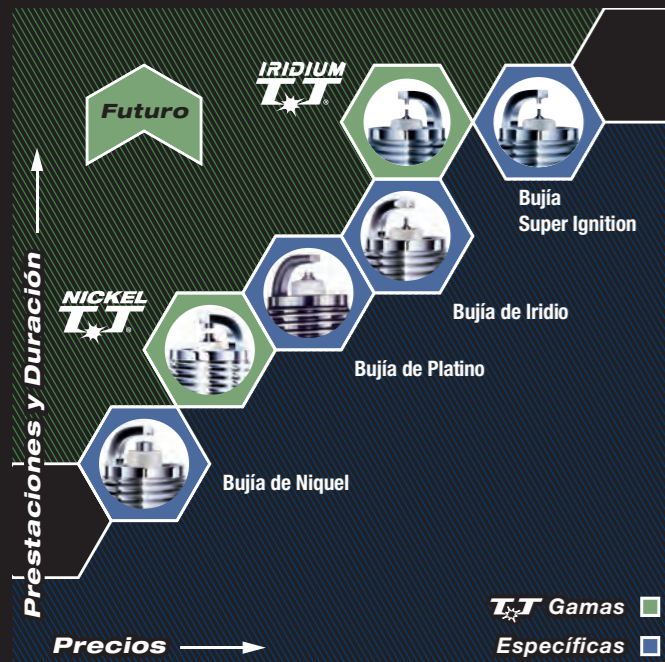 IRIDIUM
TT®
Futuro
Bujía
Super Ignition
NICKEL
TT®
Bujía de Iridio
Bujía de Platino
Bujía de Niquel
Prestaciones y Duración
TT Gamas
Precios
Específicas